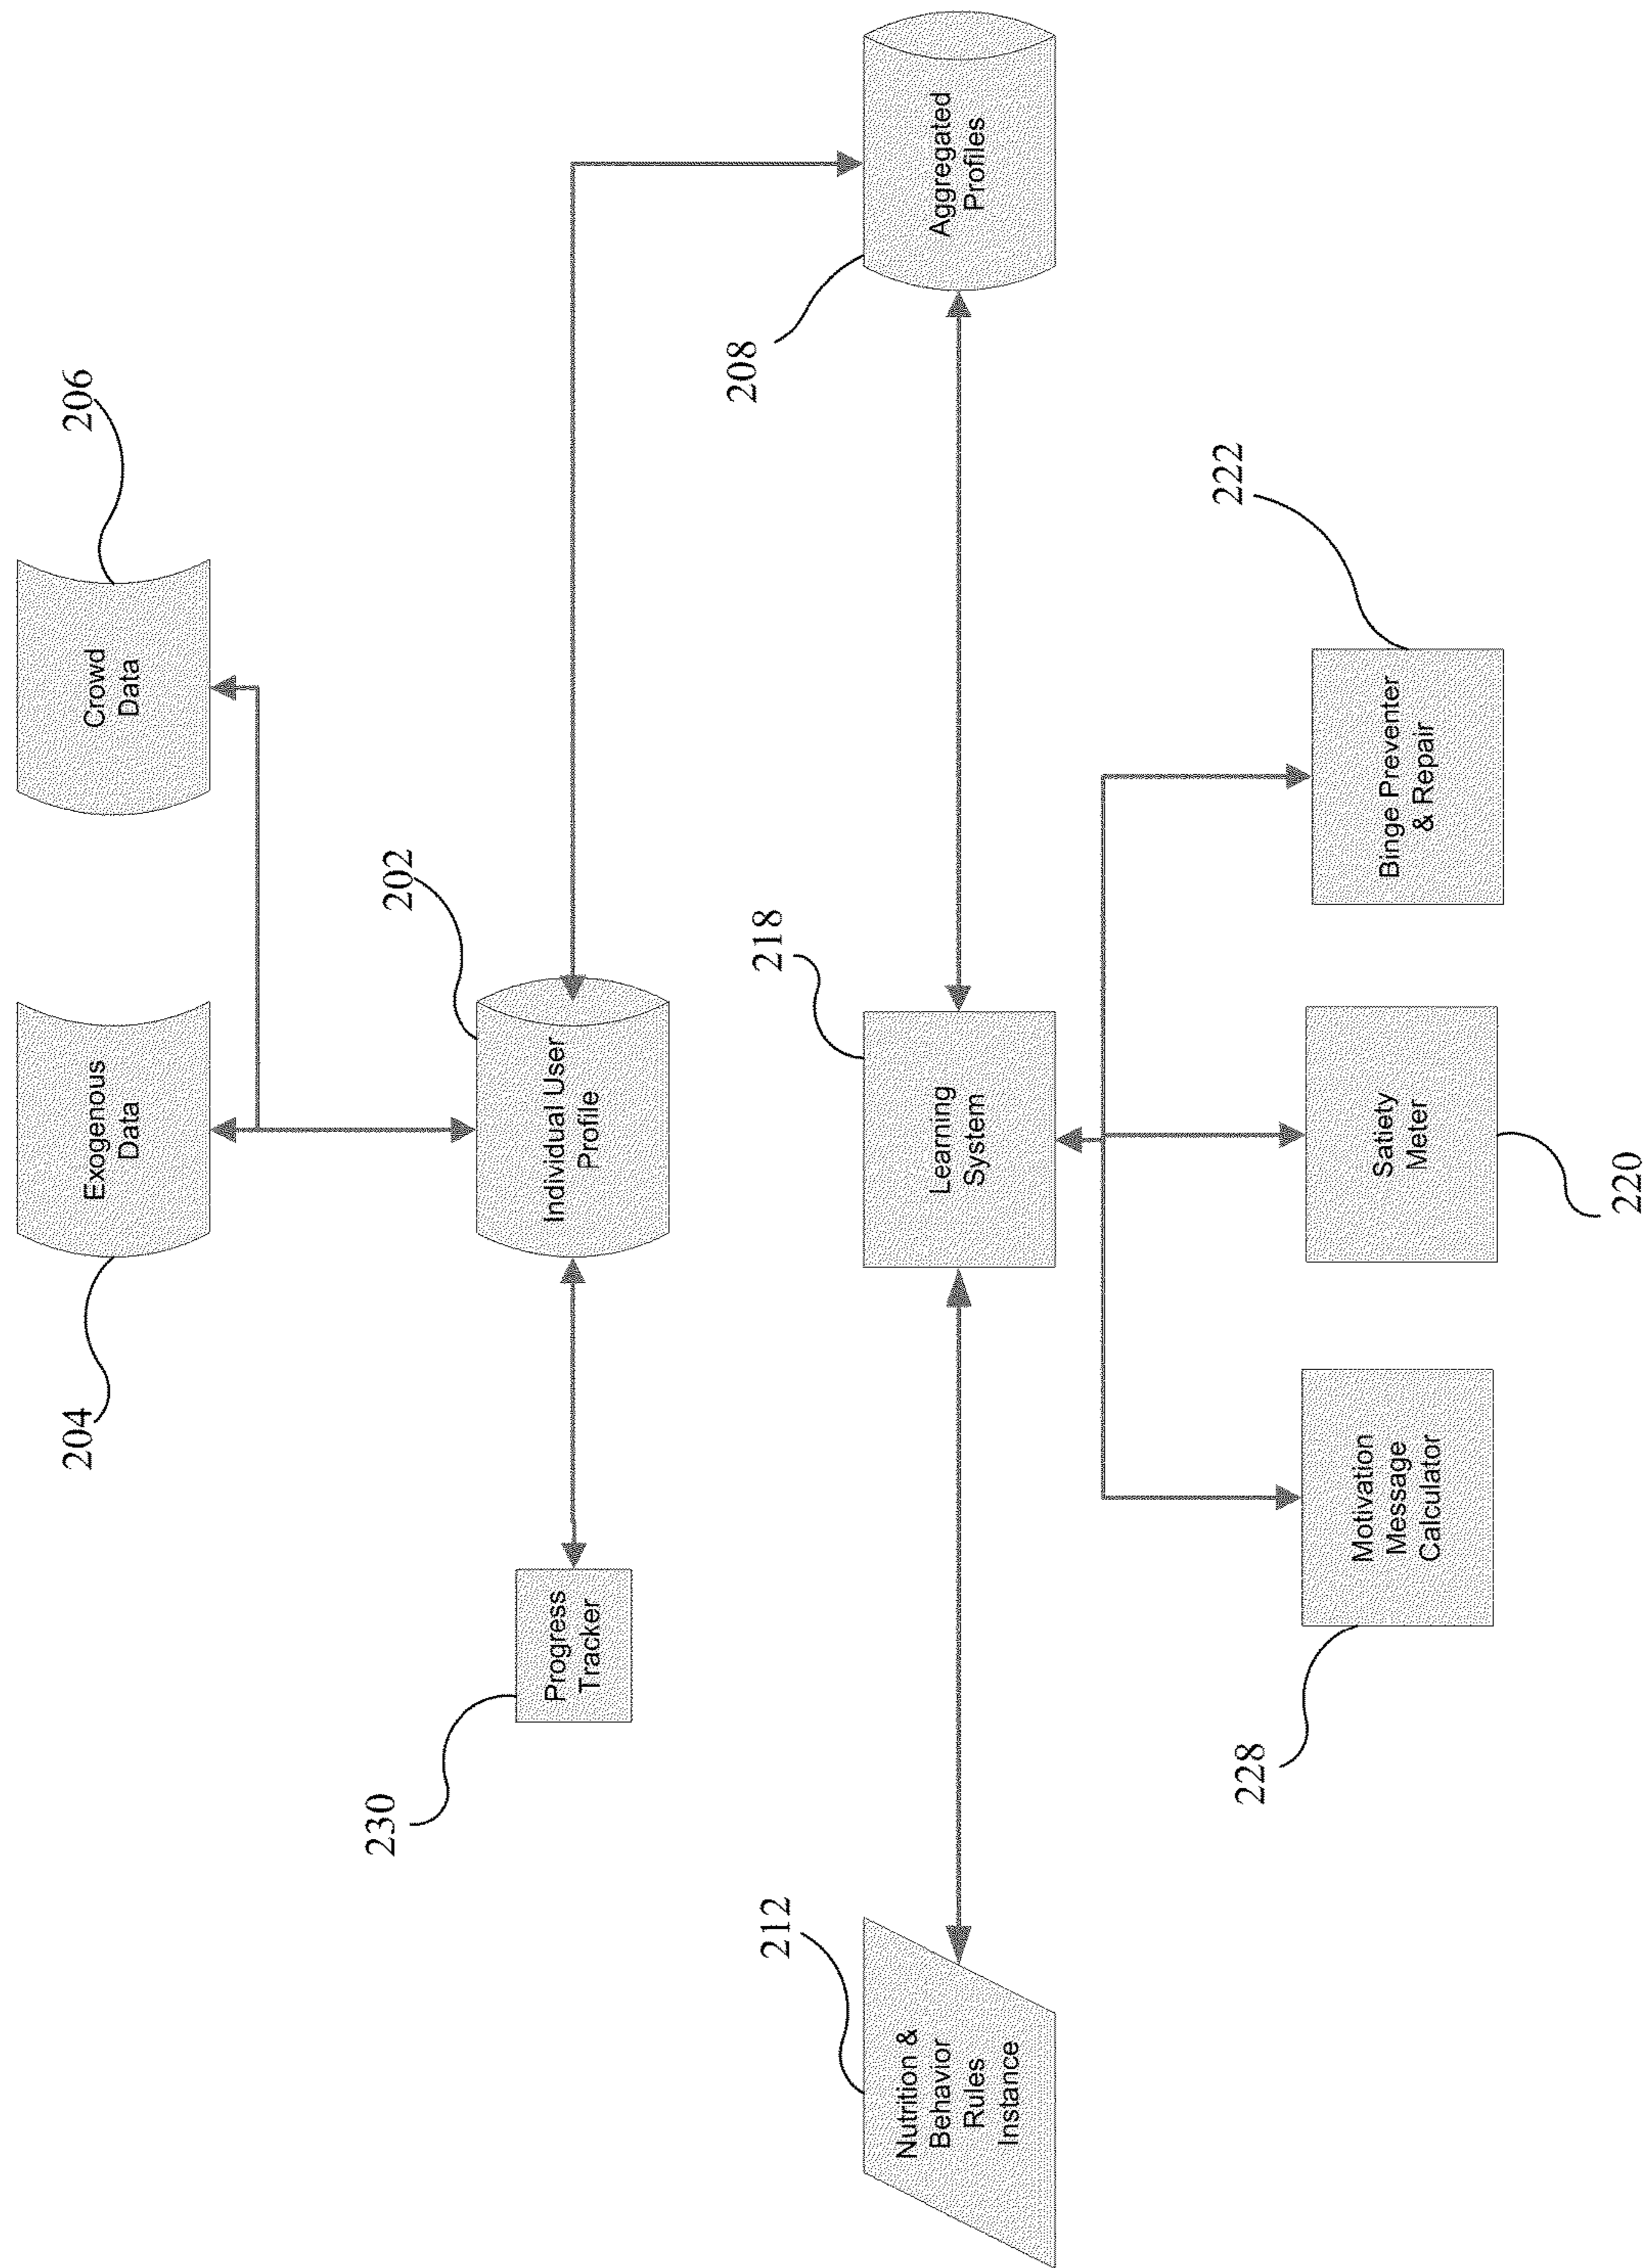 204
Exogenous
Data
Crowd
Data
206
230
Progress
Tracker
Individual User
Profile
202
212
Nutrition &
Behavior
Rules
Instance
218
Learning
System
208
Aggregated
Profiles
228
Motivation
Message
Calculator
Satiety
Meter
220
Binge Preventer
& Repair
222